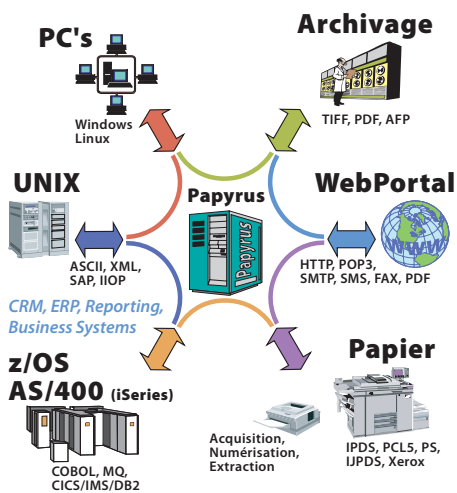 PC's
Windows
Linux
Archivage
TIFF, PDF, AFP
UNIX
ASCII, XML,
SAP, IIOP
CRM, ERP, Reporting,
Business Systems
Papyrus
Papyrus
WebPortal
WWW
HTTP, POP3,
SMTP, SMS, FAX, PDF
z/OS
AS/400 (iSeries)
COBOL, MQ,
CICS/IMS/DB2
Acquisition,
Numérisation,
Extraction
Papier
IPDS, PCL5, PS,
IJPDS, Xerox